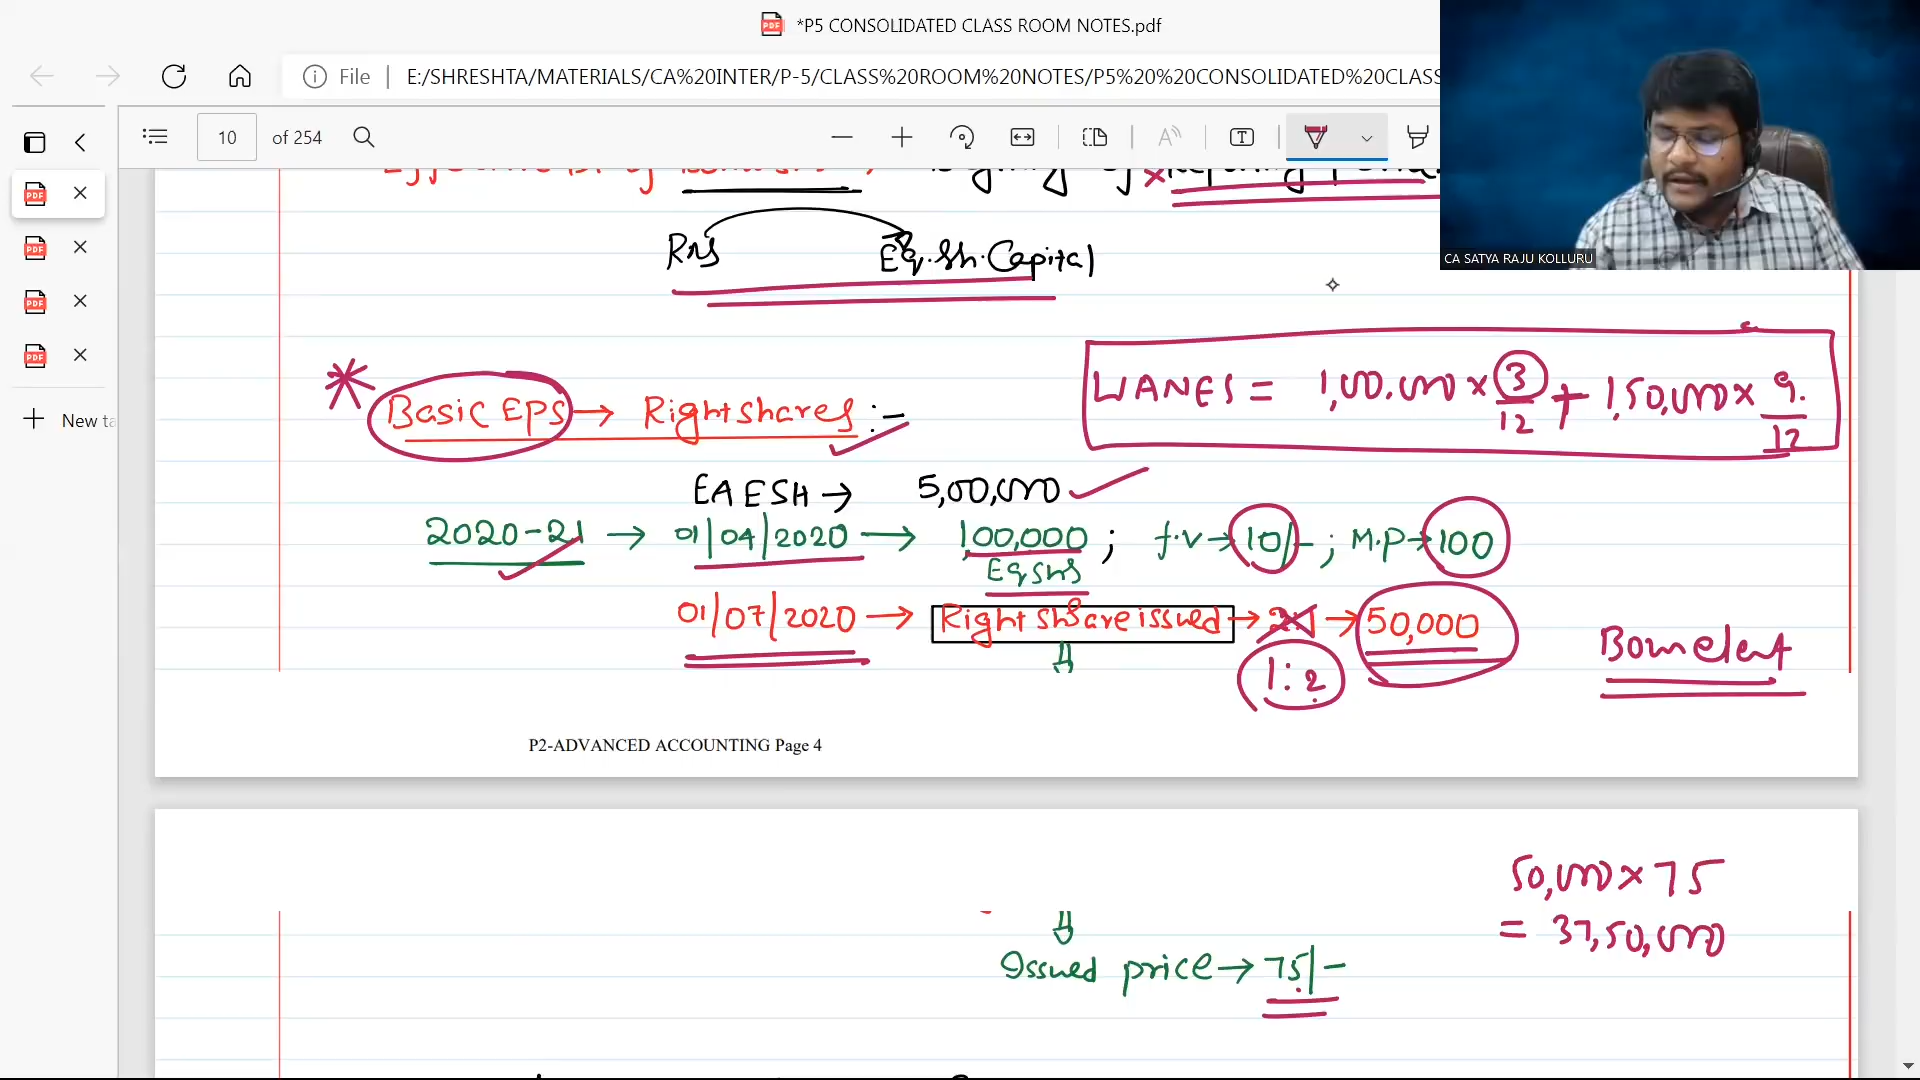 *P5 CONSOLIDATED CLASS ROOM NOTES.pdf
File | E:/SHRESHTA/MATERIALS/CA%20INTER/P-5/CLASS%20ROOM%20NOTES/P5%20%20CONSOLIDATED%20CLASS
10 of 254
CA SATYA RAJU KOLLURU
New ta
Eq.Sh.Capital
WANES = 1,00,000 × 3/12 + 1,50,000 × 9/12
* Basic EPS → Right shares :-
EAESH → 5,00,000
2020-21 → 01/04/2020 → 1,00,000 ; f.v → 10/- ; M.P → 100
Eq shs
01/07/2020 → Right share issued → → 50,000
1:2
P2-ADVANCED ACCOUNTING Page 4
50,000 × 75
= 37,50,000
Issued price → 75/-